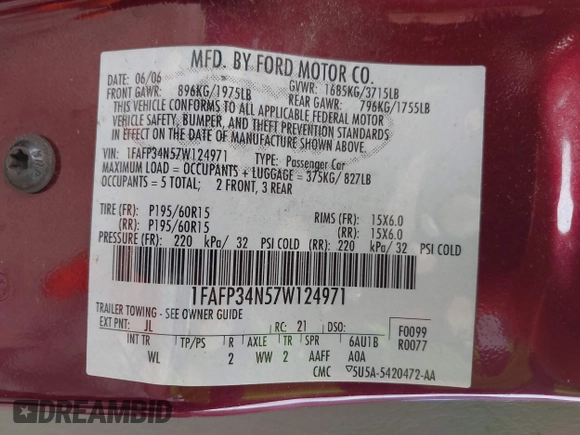 MFD. BY FORD MOTOR CO.
DATE: 06/06 GVWR: 1685KG/3715LB
FRONT GAWR: 896KG/1975LB REAR GAWR: 796KG/1755LB
THIS VEHICLE CONFORMS TO ALL APPLICABLE FEDERAL MOTOR
VEHICLE SAFETY, BUMPER, AND THEFT PREVENTION STANDARDS
IN EFFECT ON THE DATE OF MANUFACTURE SHOWN ABOVE.
VIN: 1FAFP34N57W124971 TYPE: Passenger Car
MAXIMUM LOAD = OCCUPANTS + LUGGAGE = 375KG/ 827LB
OCCUPANTS = 5 TOTAL; 2 FRONT, 3 REAR
TIRE (FR): P195/60R15 RIMS (FR): 15X6.0
(RR): P195/60R15 (RR): 15X6.0
PRESSURE (FR): 220 kPa/ 32 PSI COLD (RR): 220 kPa/ 32 PSI COLD
1FAFP34N57W124971
TRAILER TOWING - SEE OWNER GUIDE
EXT PNT: JL RC: 21 DSO: F0099
INT TR TP/PS R AXLE TR SPR 6AU1B R0077
WL 2 WW 2 AAFF A0A
CMC ▽5U5A-5420472-AA
DREAMBID